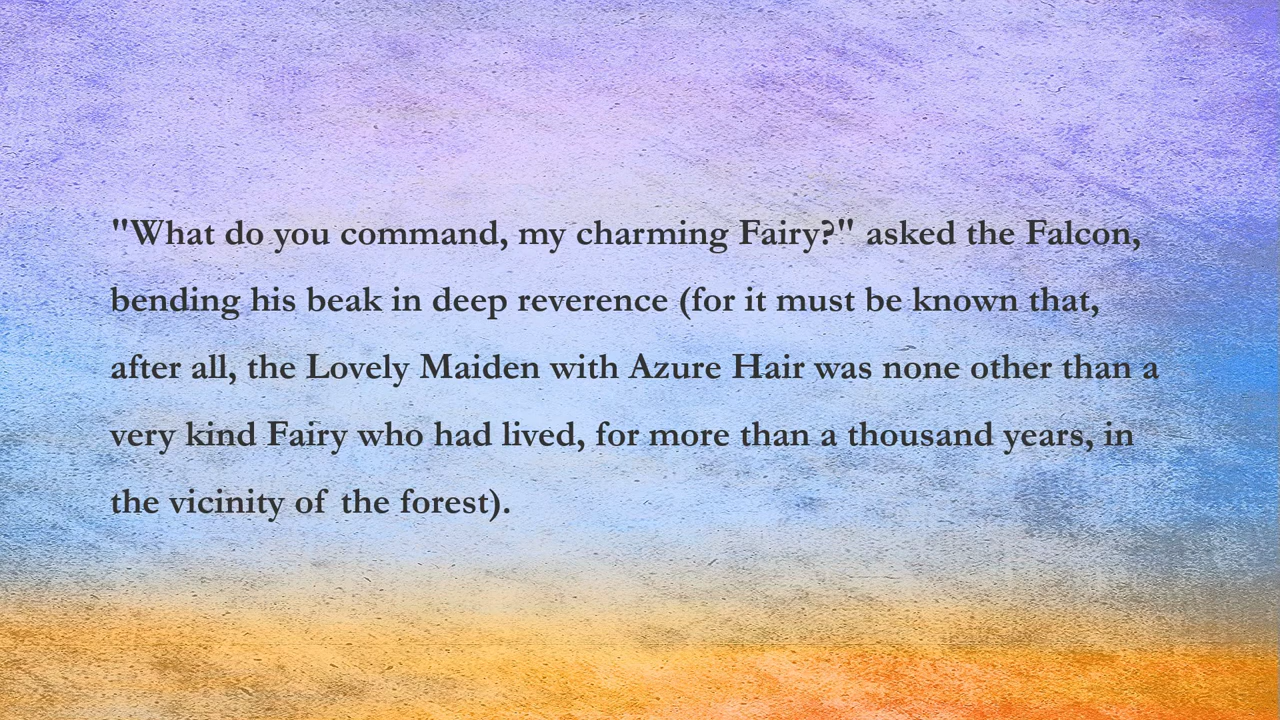 "What do you command, my charming Fairy?" asked the Falcon,
bending his beak in deep reverence (for it must be known that,
after all, the Lovely Maiden with Azure Hair was none other than a
very kind Fairy who had lived, for more than a thousand years, in
the vicinity of the forest).